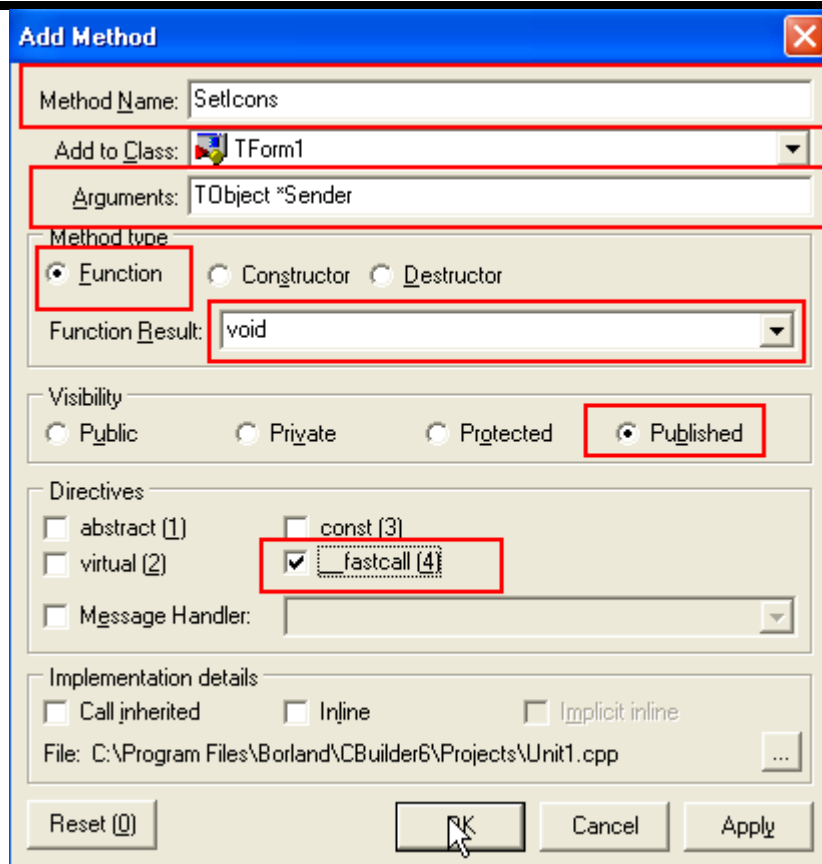 Add Method
Method Name: SetIcons
Add to Class: TForm1
Arguments: TObject *Sender
Method type
Function Constructor Destructor
Function Result: void
Visibility
Public Private Protected Published
Directives
abstract (1) const (3)
virtual (2) __fastcall (4)
Message Handler:
Implementation details
Call inherited Inline Implicit inline
File: C:\Program Files\Borland\CBuilder6\Projects\Unit1.cpp ...
Reset (0) OK Cancel Apply